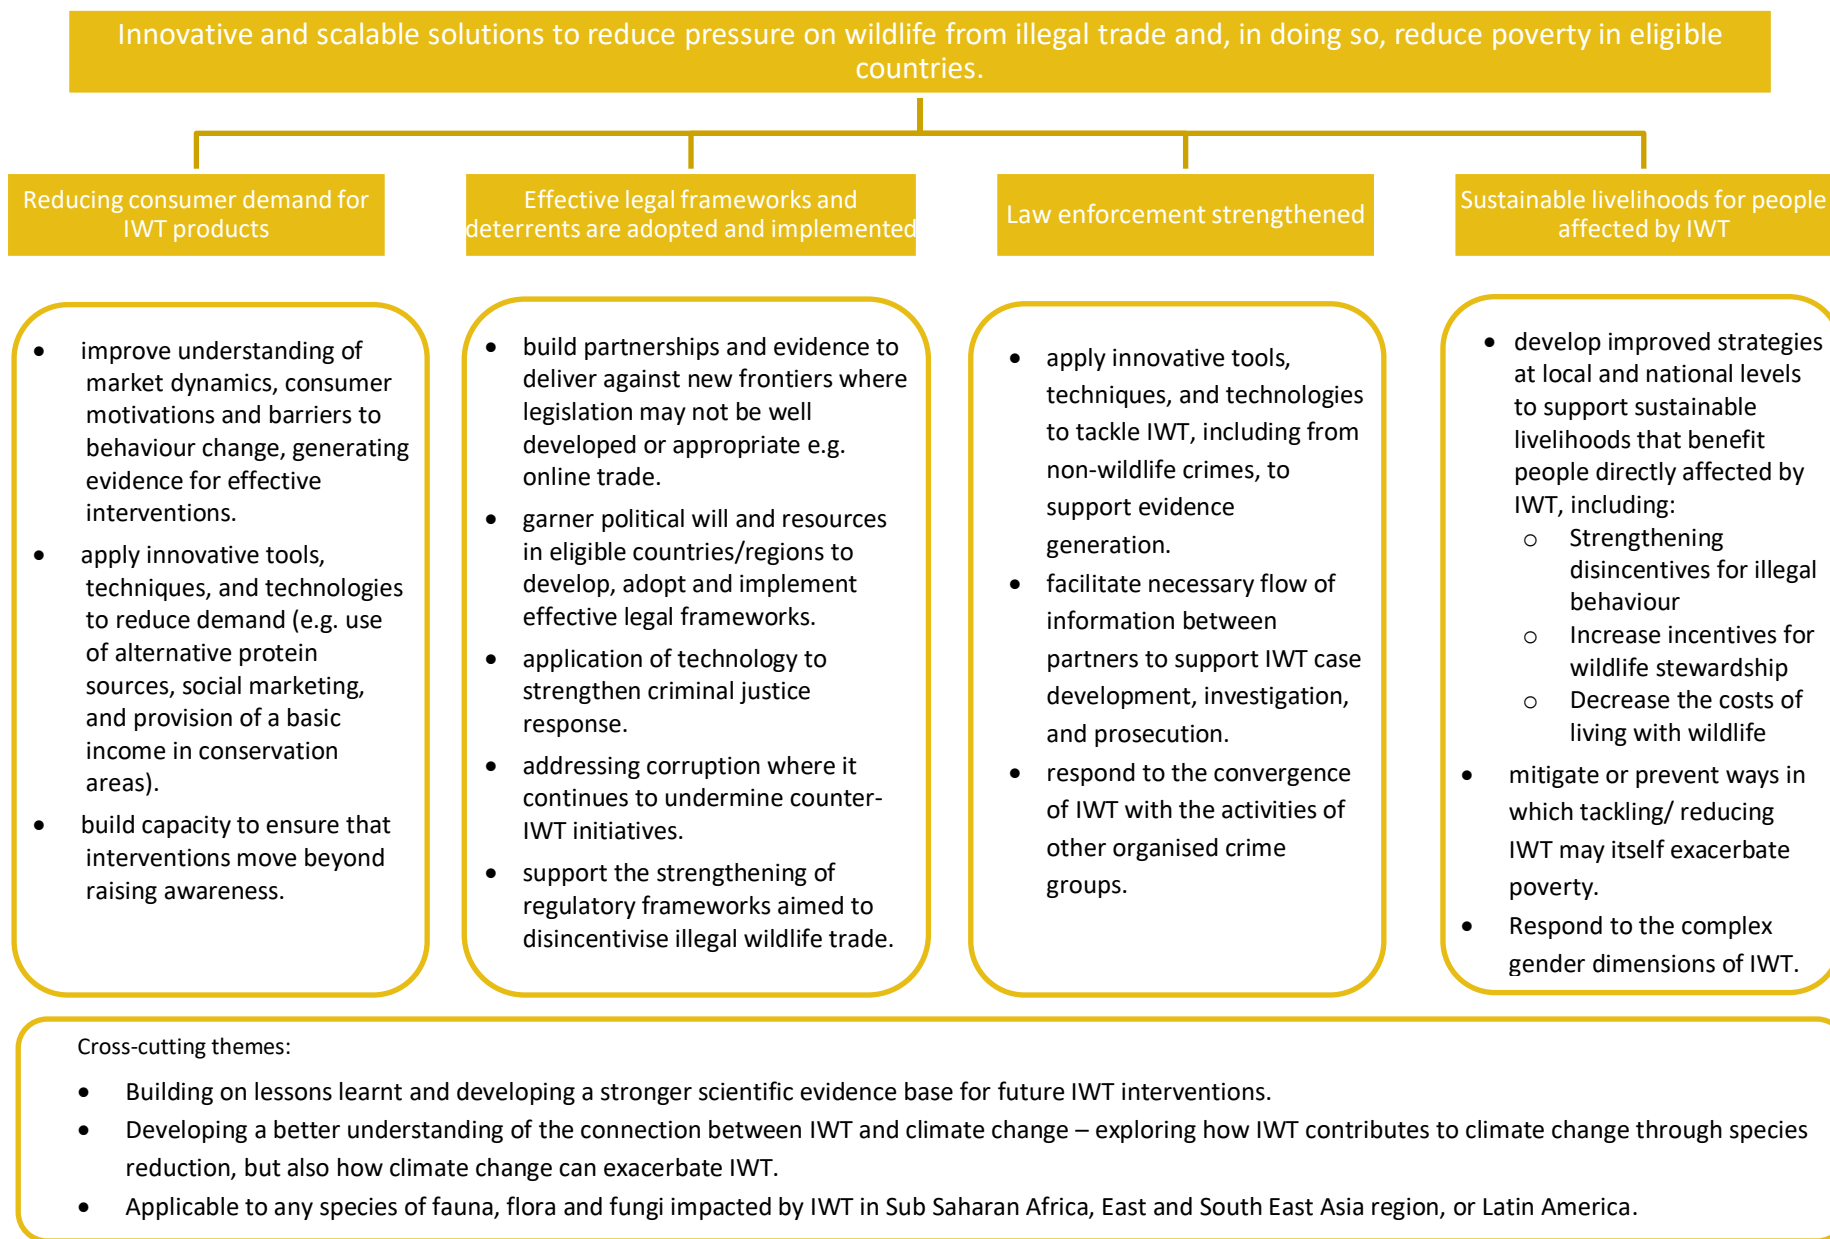 Innovative and scalable solutions to reduce pressure on wildlife from illegal trade and, in doing so, reduce poverty in eligible
countries.
Reducing consumer demand for
IWT products
Effective legal frameworks and
deterrents are adopted and implemented
Law enforcement strengthened
Sustainable livelihoods for people
affected by IWT
• improve understanding of
market dynamics, consumer
motivations and barriers to
behaviour change, generating
evidence for effective
interventions.
• apply innovative tools,
techniques, and technologies
to reduce demand (e.g. use
of alternative protein
sources, social marketing,
and provision of a basic
income in conservation
areas).
• build capacity to ensure that
interventions move beyond
raising awareness.
• build partnerships and evidence to
deliver against new frontiers where
legislation may not be well
developed or appropriate e.g.
online trade.
• garner political will and resources
in eligible countries/regions to
develop, adopt and implement
effective legal frameworks.
• application of technology to
strengthen criminal justice
response.
• addressing corruption where it
continues to undermine counter-
IWT initiatives.
• support the strengthening of
regulatory frameworks aimed to
disincentivise illegal wildlife trade.
• apply innovative tools,
techniques, and technologies
to tackle IWT, including from
non-wildlife crimes, to
support evidence
generation.
• facilitate necessary flow of
information between
partners to support IWT case
development, investigation,
and prosecution.
• respond to the convergence
of IWT with the activities of
other organised crime
groups.
• develop improved strategies
at local and national levels
to support sustainable
livelihoods that benefit
people directly affected by
IWT, including:
○ Strengthening
disincentives for illegal
behaviour
○ Increase incentives for
wildlife stewardship
○ Decrease the costs of
living with wildlife
• mitigate or prevent ways in
which tackling/ reducing
IWT may itself exacerbate
poverty.
• Respond to the complex
gender dimensions of IWT.
Cross-cutting themes:
• Building on lessons learnt and developing a stronger scientific evidence base for future IWT interventions.
• Developing a better understanding of the connection between IWT and climate change – exploring how IWT contributes to climate change through species
reduction, but also how climate change can exacerbate IWT.
• Applicable to any species of fauna, flora and fungi impacted by IWT in Sub Saharan Africa, East and South East Asia region, or Latin America.